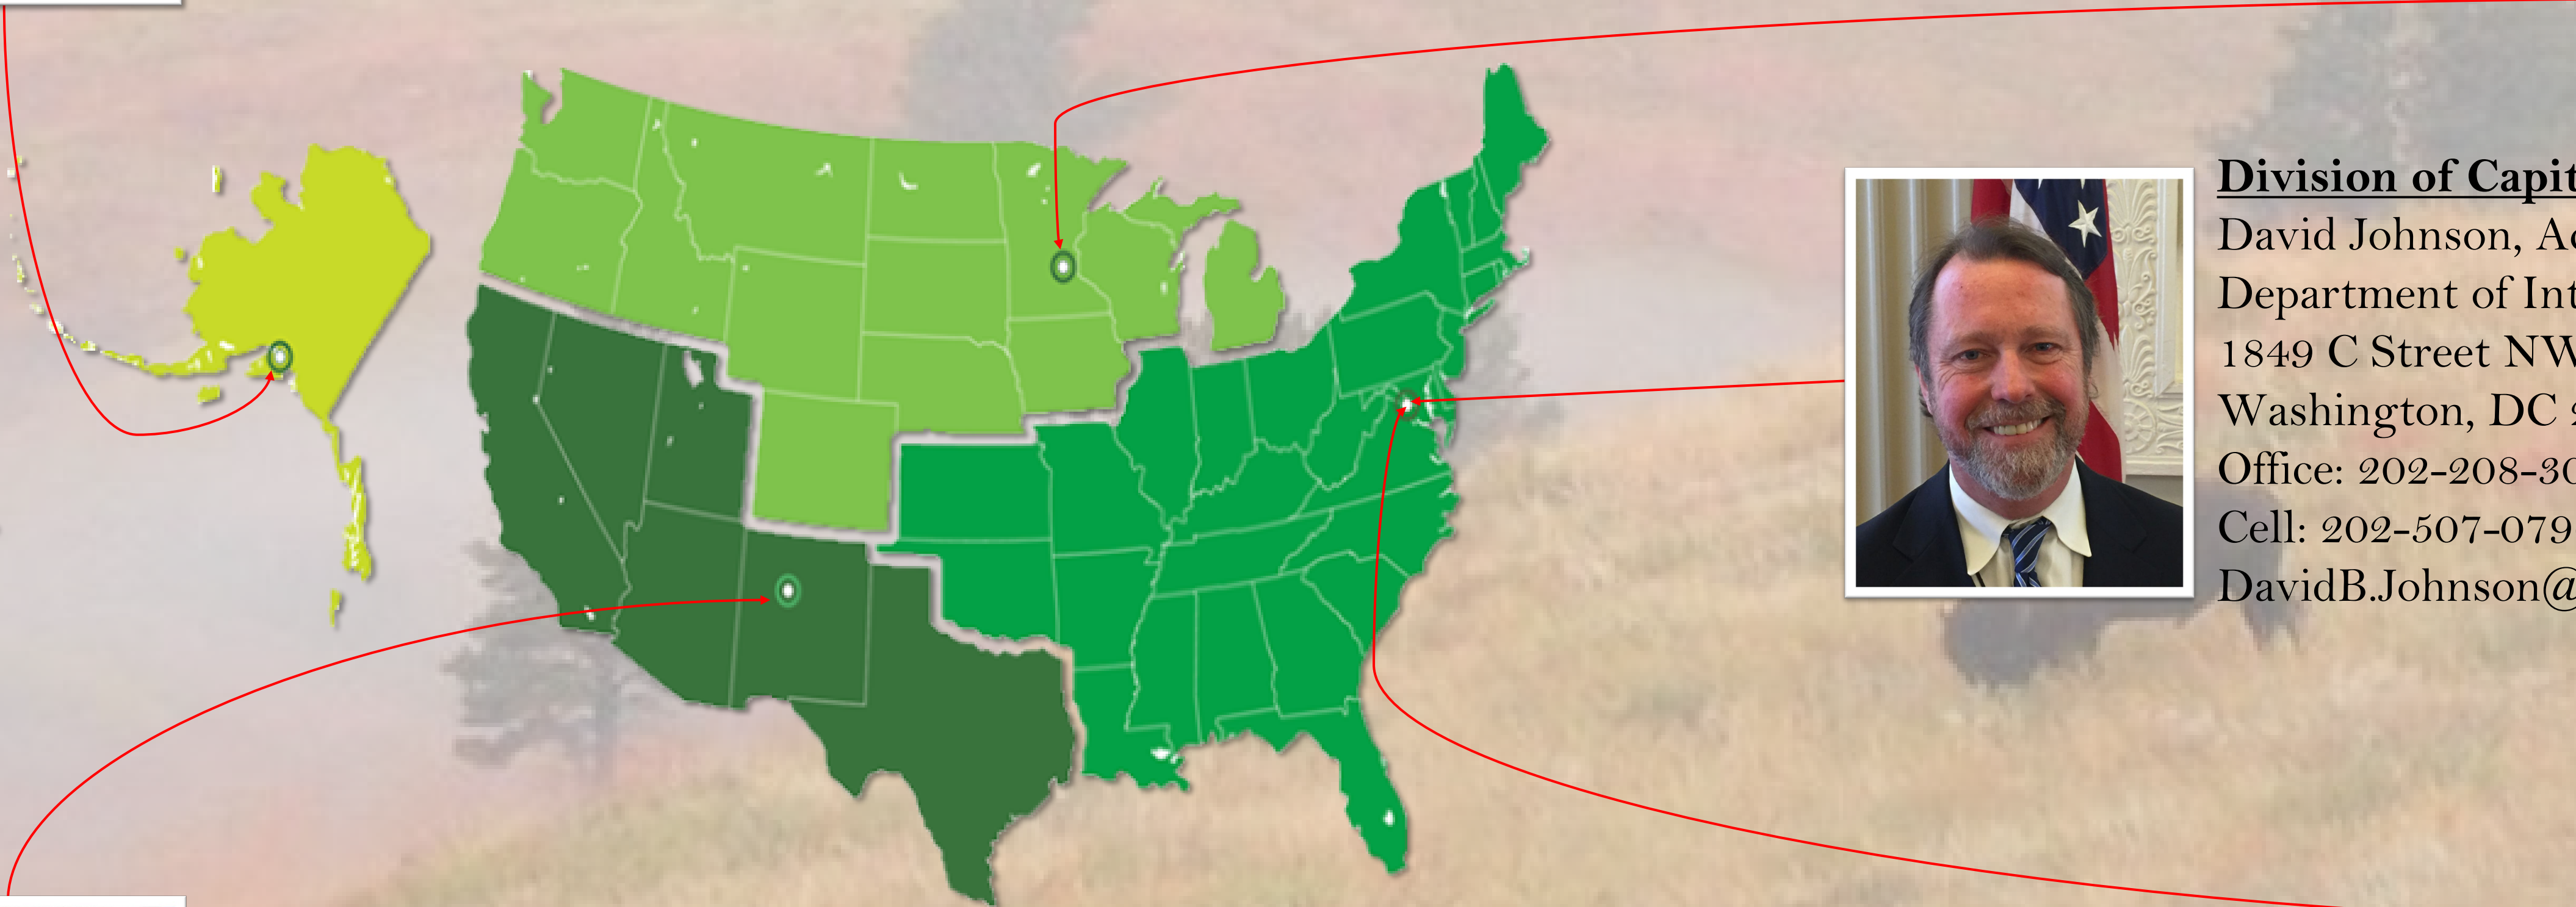 Division of Capit
David Johnson, Ac
Department of Int
1849 C Street NW
Washington, DC
Office: 202-208-30
Cell: 202-507-079
DavidB.Johnson@